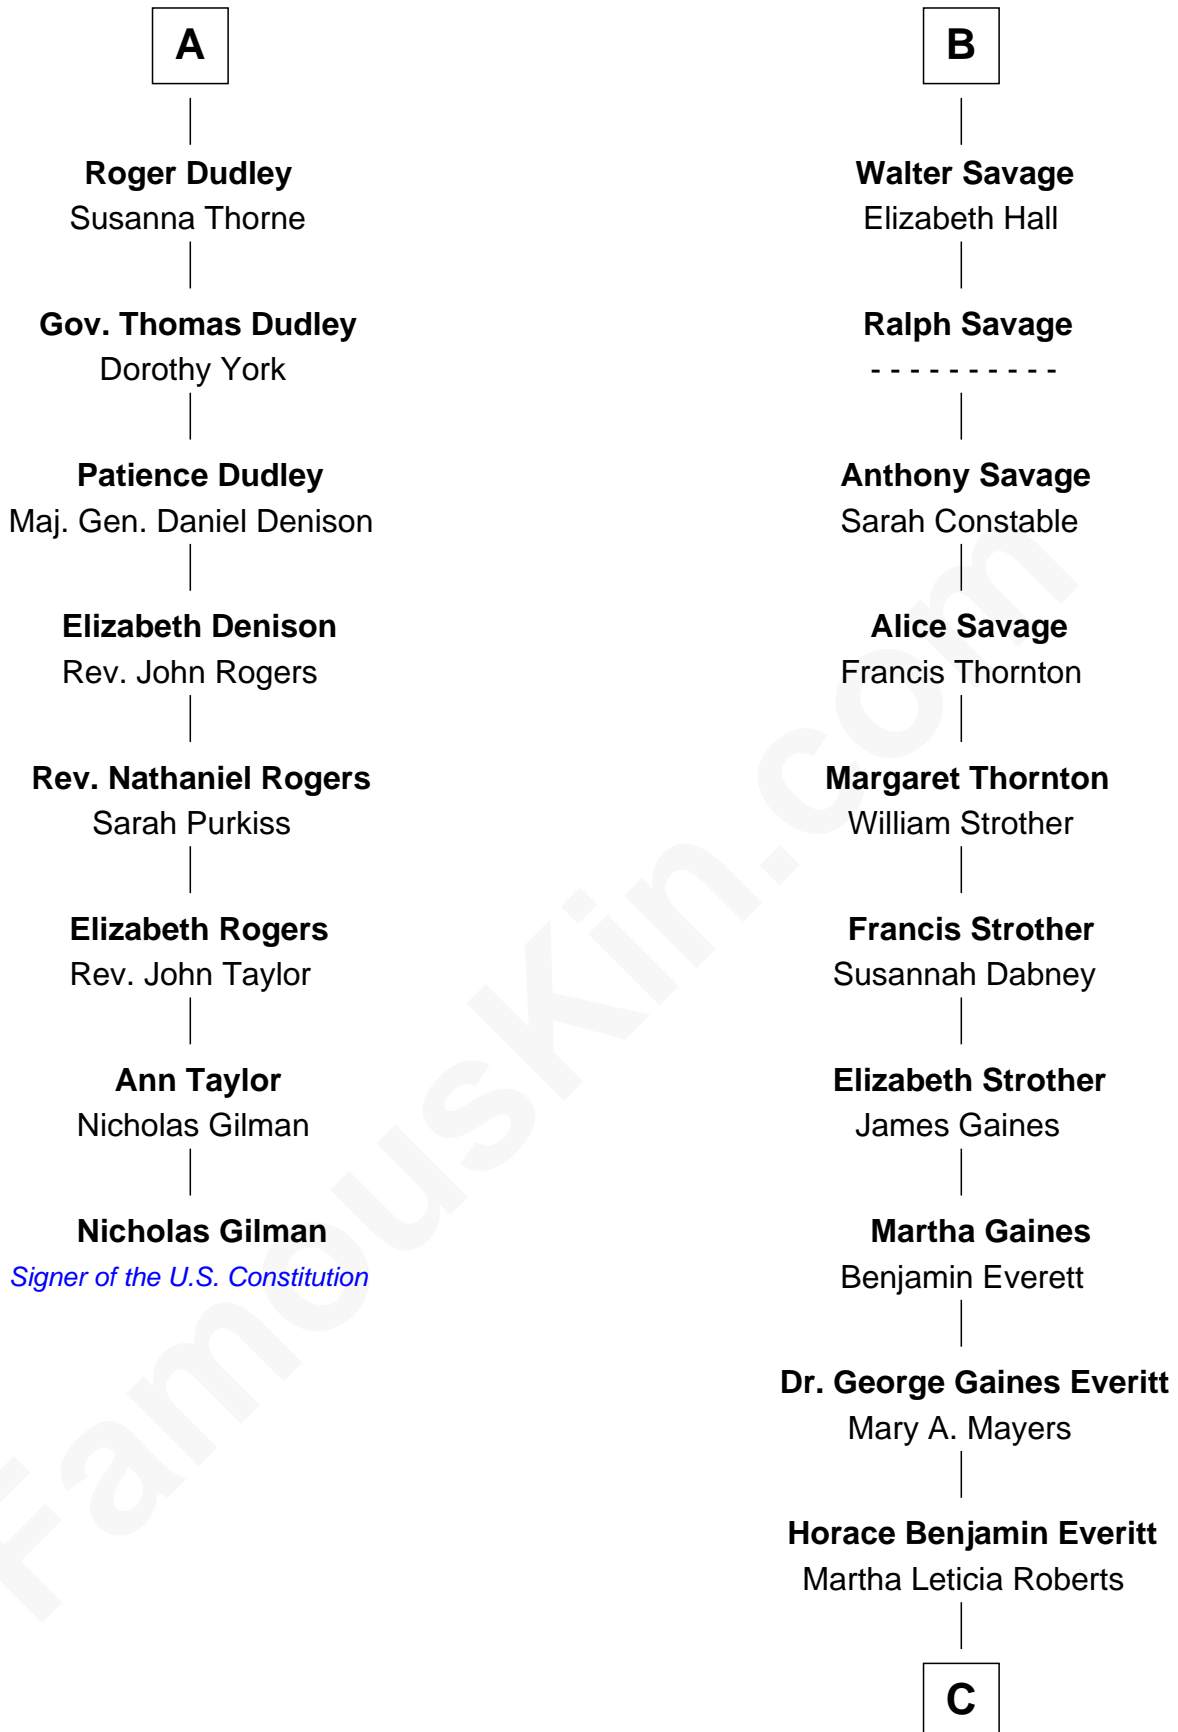 A
Roger Dudley
Susanna Thorne
Gov. Thomas Dudley
Dorothy York
Patience Dudley
Maj. Gen. Daniel Denison
Elizabeth Denison
Rev. John Rogers
Rev. Nathaniel Rogers
Sarah Purkiss
Elizabeth Rogers
Rev. John Taylor
Ann Taylor
Nicholas Gilman
Nicholas Gilman
Signer of the U.S. Constitution
B
Walter Savage
Elizabeth Hall
Ralph Savage
- - - - - - - - - -
Anthony Savage
Sarah Constable
Alice Savage
Francis Thornton
Margaret Thornton
William Strother
Francis Strother
Susannah Dabney
Elizabeth Strother
James Gaines
Martha Gaines
Benjamin Everett
Dr. George Gaines Everitt
Mary A. Mayers
Horace Benjamin Everitt
Martha Leticia Roberts
C
FamousKin.com